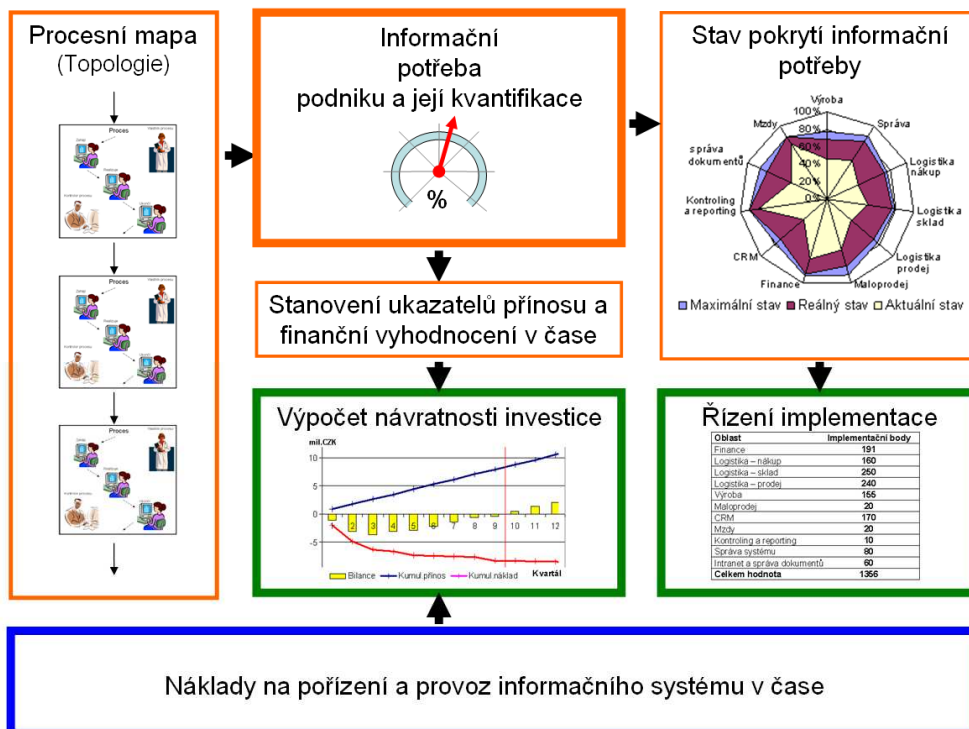 Procesní mapa
(Topologie)
Proces
Proces
Proces
Informační
potřeba
podniku a její kvantifikace
%
Stanovení ukazatelů přínosu a
finanční vyhodnocení v čase
Stav pokrytí informační
potřeby
Výroba
Správa
Logistika
nákup
Logistika
sklad
Logistika
prodej
Maloprodej
Finance
CRM
Kontroling
a reporting
správa
dokumentů
Mzdy
100%
80%
60%
40%
20%
0%
Maximální stav Reálný stav Aktuální stav
Výpočet návratnosti investice
mil.CZK
10
5
0
-5
2 3 4 5 6 7 8 9 10 11 12
Kvartál
Bilance Kumul.přínos Kumul.náklad
Řízení implementace
Oblast Implementační body
Finance 191
Logistika – nákup 160
Logistika – sklad 250
Logistika – prodej 240
Výroba 155
Maloprodej 20
CRM 170
Mzdy 20
Kontroling a reporting 10
Správa systému 80
Intranet a správa dokumentů 60
Celkem hodnota 1356
Náklady na pořízení a provoz informačního systému v čase